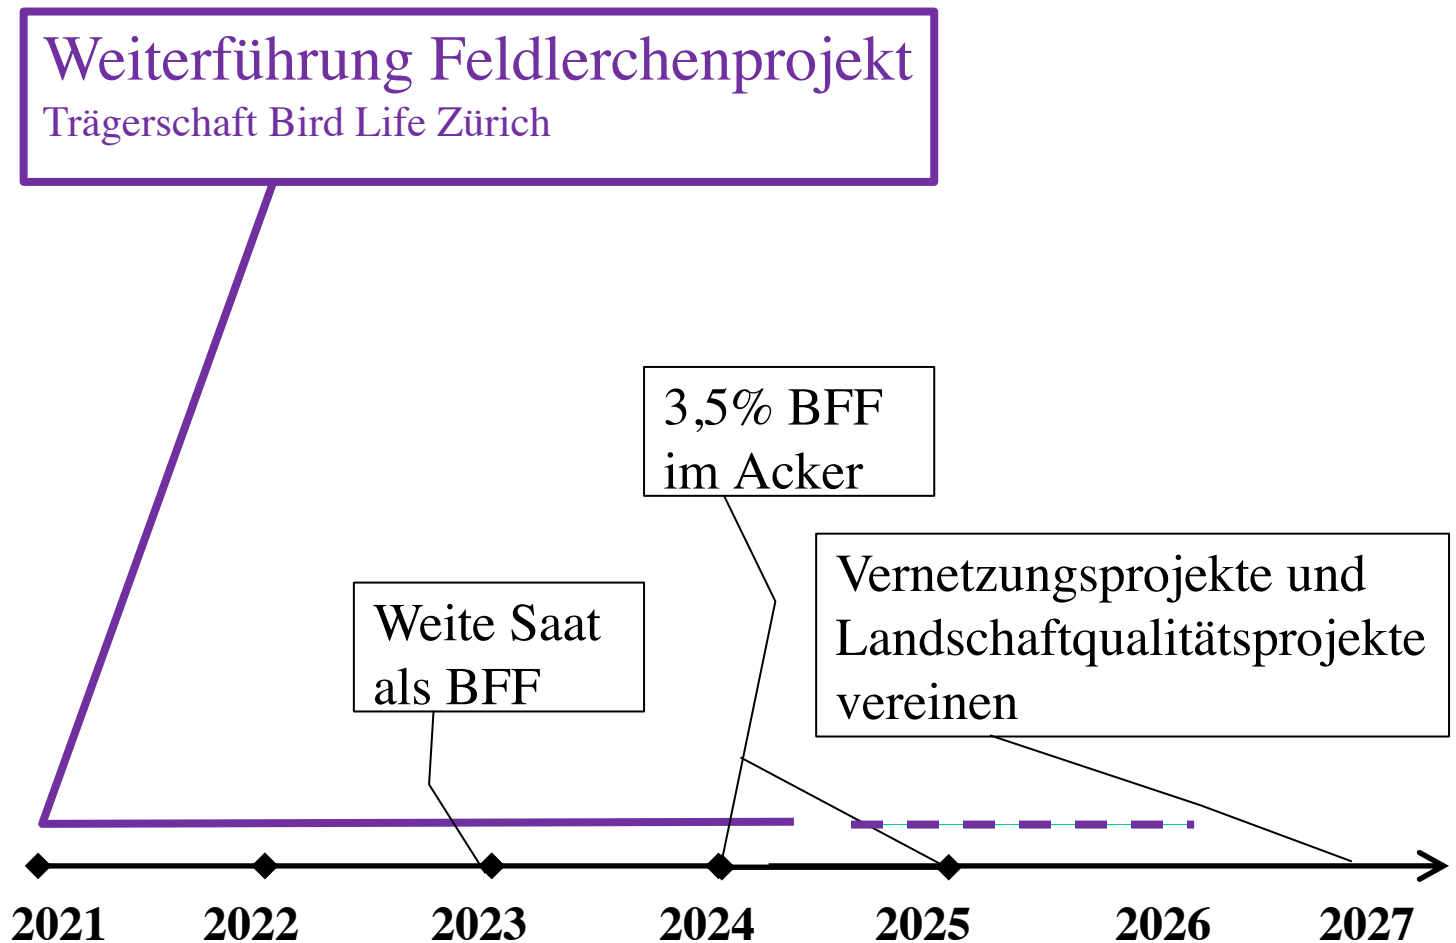 Weiterführung Feldlerchenprojekt
Trägerschaft Bird Life Zürich
3,5% BFF
im Acker
Weite Saat
als BFF
Vernetzungsprojekte und
Landschaftqualitätsprojekte
vereinen
2021 2022 2023 2024 2025 2026 2027